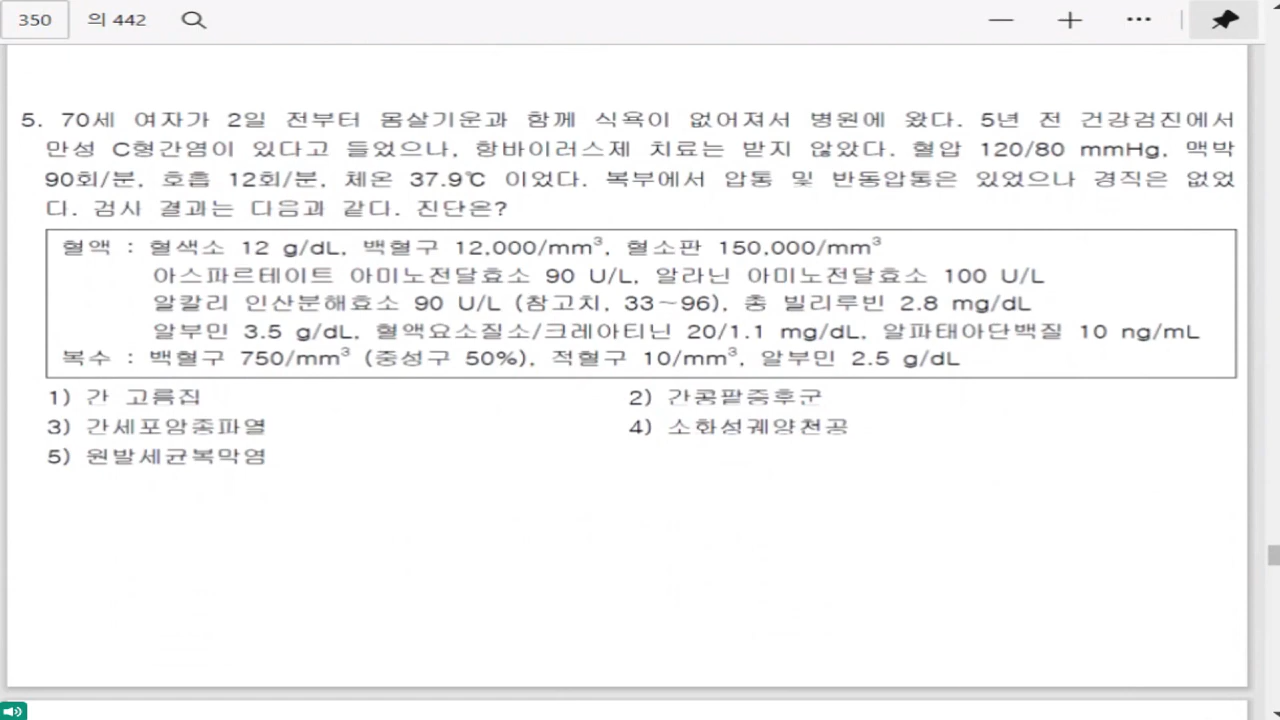 350 의 442
5. 70세 여자가 2일 전부터 몸살기운과 함께 식욕이 없어져서 병원에 왔다. 5년 전 건강검진에서
만성 C형간염이 있다고 들었으나, 항바이러스제 치료는 받지 않았다. 혈압 120/80 mmHg, 맥박
90회/분, 호흡 12회/분, 체온 37.9℃ 이었다. 복부에서 압통 및 반동압통은 있었으나 경직은 없었
다. 검사 결과는 다음과 같다. 진단은?
혈액 : 혈색소 12 g/dL, 백혈구 12,000/mm³, 혈소판 150,000/mm³
아스파르테이트 아미노전달효소 90 U/L, 알라닌 아미노전달효소 100 U/L
알칼리 인산분해효소 90 U/L (참고치, 33~96), 총 빌리루빈 2.8 mg/dL
알부민 3.5 g/dL, 혈액요소질소/크레아티닌 20/1.1 mg/dL, 알파태아단백질 10 ng/mL
복수 : 백혈구 750/mm³ (중성구 50%), 적혈구 10/mm³, 알부민 2.5 g/dL
1) 간 고름집 2) 간콩팥증후군
3) 간세포암종파열 4) 소화성궤양천공
5) 원발세균복막염